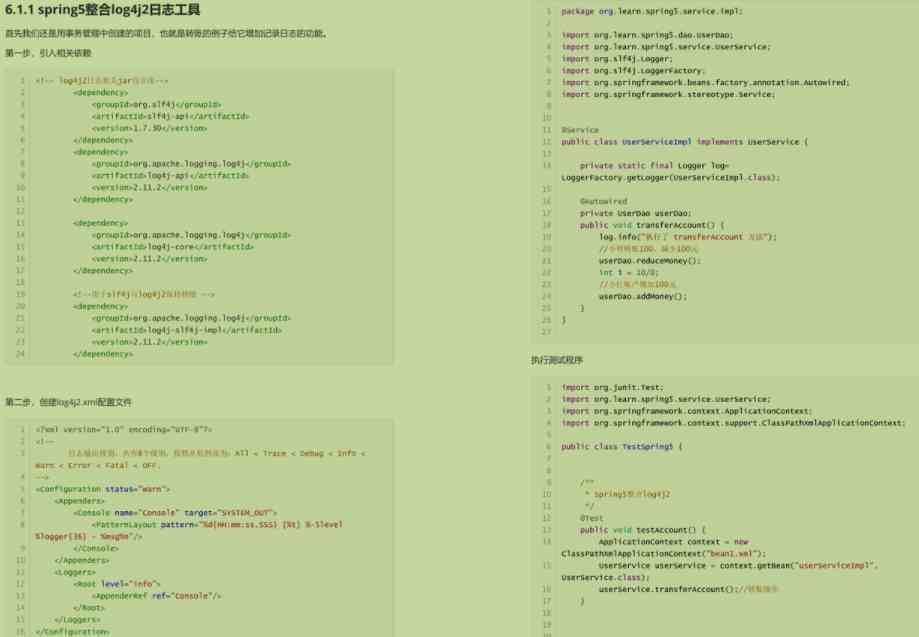 6.1.1 spring5整合log4j2日志工具
首先我们还是用事务管理中创建的项目，也就是转账的例子给它增加记录日志的功能。
第一步，引入相关依赖
1 <!-- log4j2日志相关jar包引入-->
2 <dependency>
3 <groupId>org.slf4j</groupId>
4 <artifactId>slf4j-api</artifactId>
5 <version>1.7.30</version>
6 </dependency>
7 <dependency>
8 <groupId>org.apache.logging.log4j</groupId>
9 <artifactId>log4j-api</artifactId>
10 <version>2.11.2</version>
11 </dependency>
12
13 <dependency>
14 <groupId>org.apache.logging.log4j</groupId>
15 <artifactId>log4j-core</artifactId>
16 <version>2.11.2</version>
17 </dependency>
18
19 <!--用于slf4j与log4j2保持桥接 -->
20 <dependency>
21 <groupId>org.apache.logging.log4j</groupId>
22 <artifactId>log4j-slf4j-impl</artifactId>
23 <version>2.11.2</version>
24 </dependency>
第二步，创建log4j2.xml配置文件
1 <?xml version="1.0" encoding="UTF-8"?>
2 <!--
3 日志输出级别，共有8个级别，按照从低到高为：All < Trace < Debug < Info <
Warn < Error < Fatal < OFF.
4 -->
5 <Configuration status="warn">
6 <Appenders>
7 <Console name="Console" target="SYSTEM_OUT">
8 <PatternLayout pattern="%d{HH:mm:ss.SSS} [%t] %-5level
%logger{36} - %msg%n"/>
9 </Console>
10 </Appenders>
11 <Loggers>
12 <Root level="info">
13 <AppenderRef ref="Console"/>
14 </Root>
15 </Loggers>
16 </Configuration>
1 package org.learn.spring5.service.impl;
2
3 import org.learn.spring5.dao.UserDao;
4 import org.learn.spring5.service.UserService;
5 import org.slf4j.Logger;
6 import org.slf4j.LoggerFactory;
7 import org.springframework.beans.factory.annotation.Autowired;
8 import org.springframework.stereotype.Service;
9
10
11 @Service
12 public class UserServiceImpl implements UserService {
13
14 private static final Logger log=
LoggerFactory.getLogger(UserServiceImpl.class);
15
16 @Autowired
17 private UserDao userDao;
18 public void transferAccount() {
19 log.info("执行了 transferAccount 方法");
20 //小何转账100，减少100元
21 userDao.reduceMoney();
22 int t = 10/0;
23 //小红账户增加100元
24 userDao.addMoney();
25 }
26 }
27
执行测试程序
1 import org.junit.Test;
2 import org.learn.spring5.service.UserService;
3 import org.springframework.context.ApplicationContext;
4 import org.springframework.context.support.ClassPathXmlApplicationContext;
5
6 public class TestSpring5 {
7
8
9 /**
10 * spring5整合log4j2
11 */
12 @Test
13 public void testAccount() {
14 ApplicationContext context = new
ClassPathXmlApplicationContext("bean1.xml");
15 UserService userService = context.getBean("userServiceImpl",
UserService.class);
16 userService.transferAccount();//转账操作
17 }
18
19
20